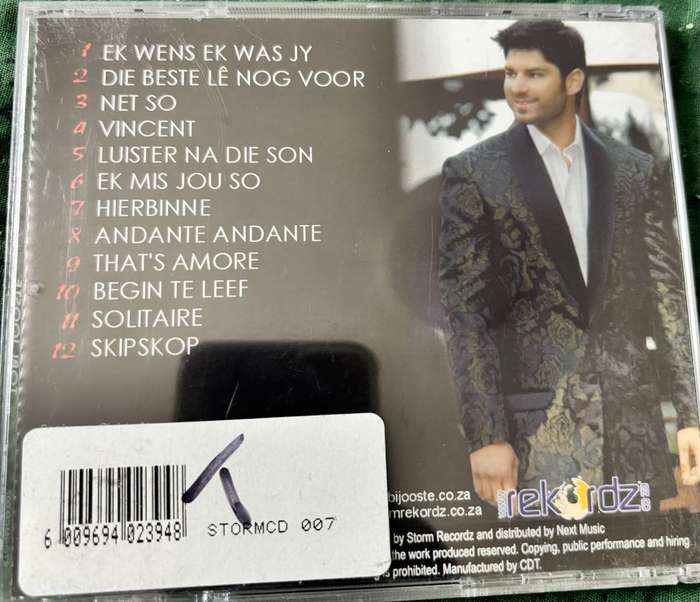 1 EK WENS EK WAS JY
2 DIE BESTE LÊ NOG VOOR
3 NET SO
4 VINCENT
5 LUISTER NA DIE SON
6 EK MIS JOU SO
7 HIERBINNE
8 ANDANTE ANDANTE
9 THAT'S AMORE
10 BEGIN TE LEEF
11 SOLITAIRE
12 SKIPSKOP
bijooste.co.za
mrekordz.co.za
rekordz
by Storm Recordz and distributed by Next Music
the work produced reserved. Copying, public performance and hiring
prohibited. Manufactured by CDT.
6 009694 023948
STORMCD 007